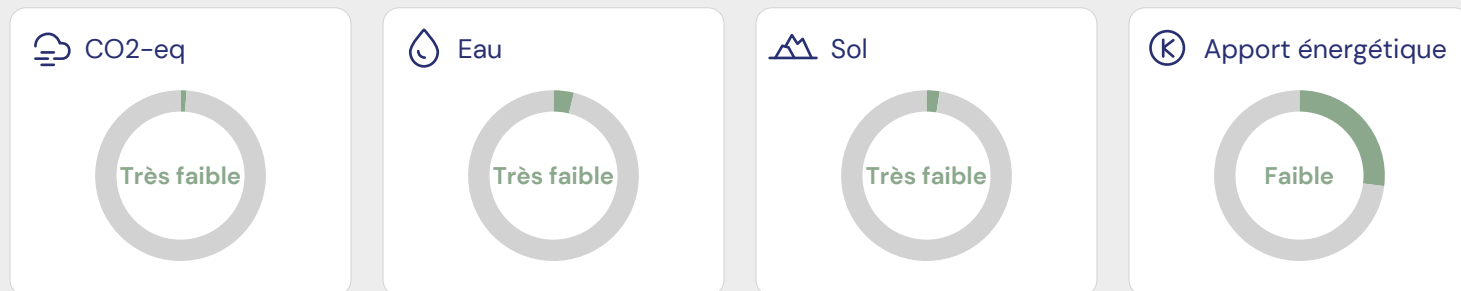 CO2-eq
Très faible
Eau
Très faible
Sol
Très faible
Apport énergétique
Faible